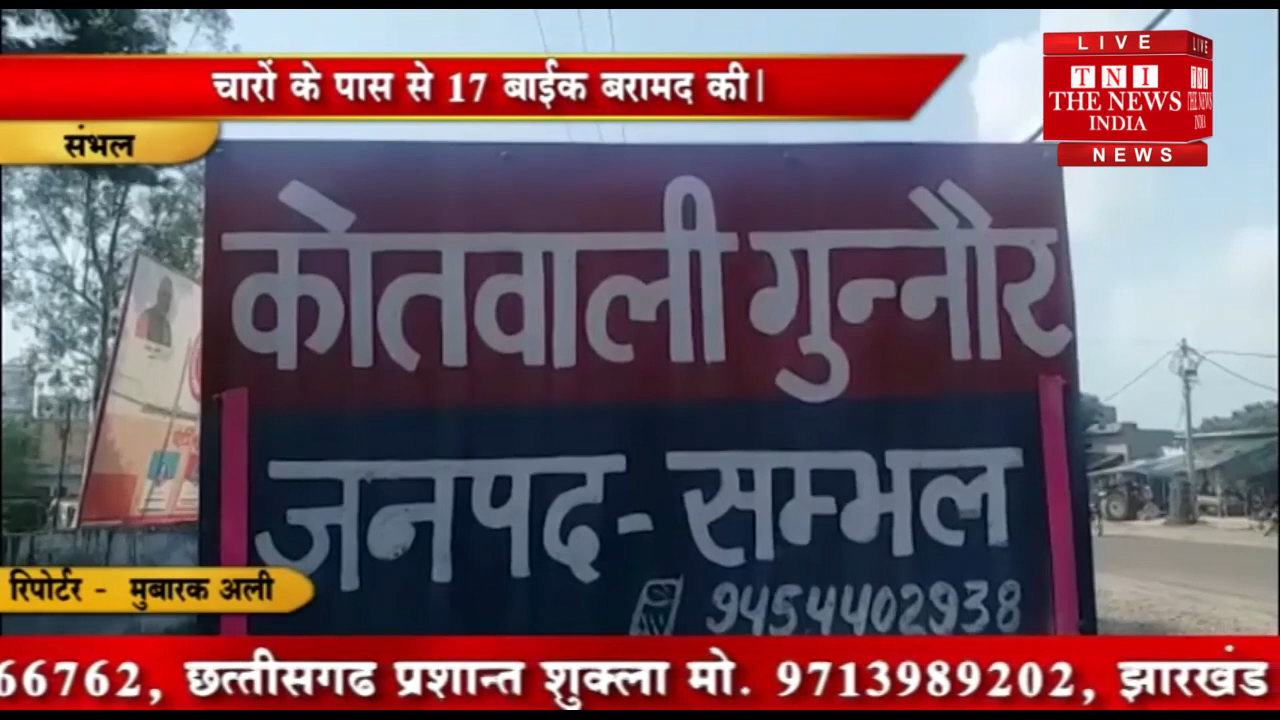 चारों के पास से 17 बाईक बरामद की|
संभल
LIVE
TNI
THE NEWS
INDIA
NEWS
कोतवाली गुन्नौर
जनपद - सम्भल
9454402938
रिपोर्टर - मुबारक अली
66762, छत्तीसगढ प्रशान्त शुक्ला मो. 9713989202, झारखंड